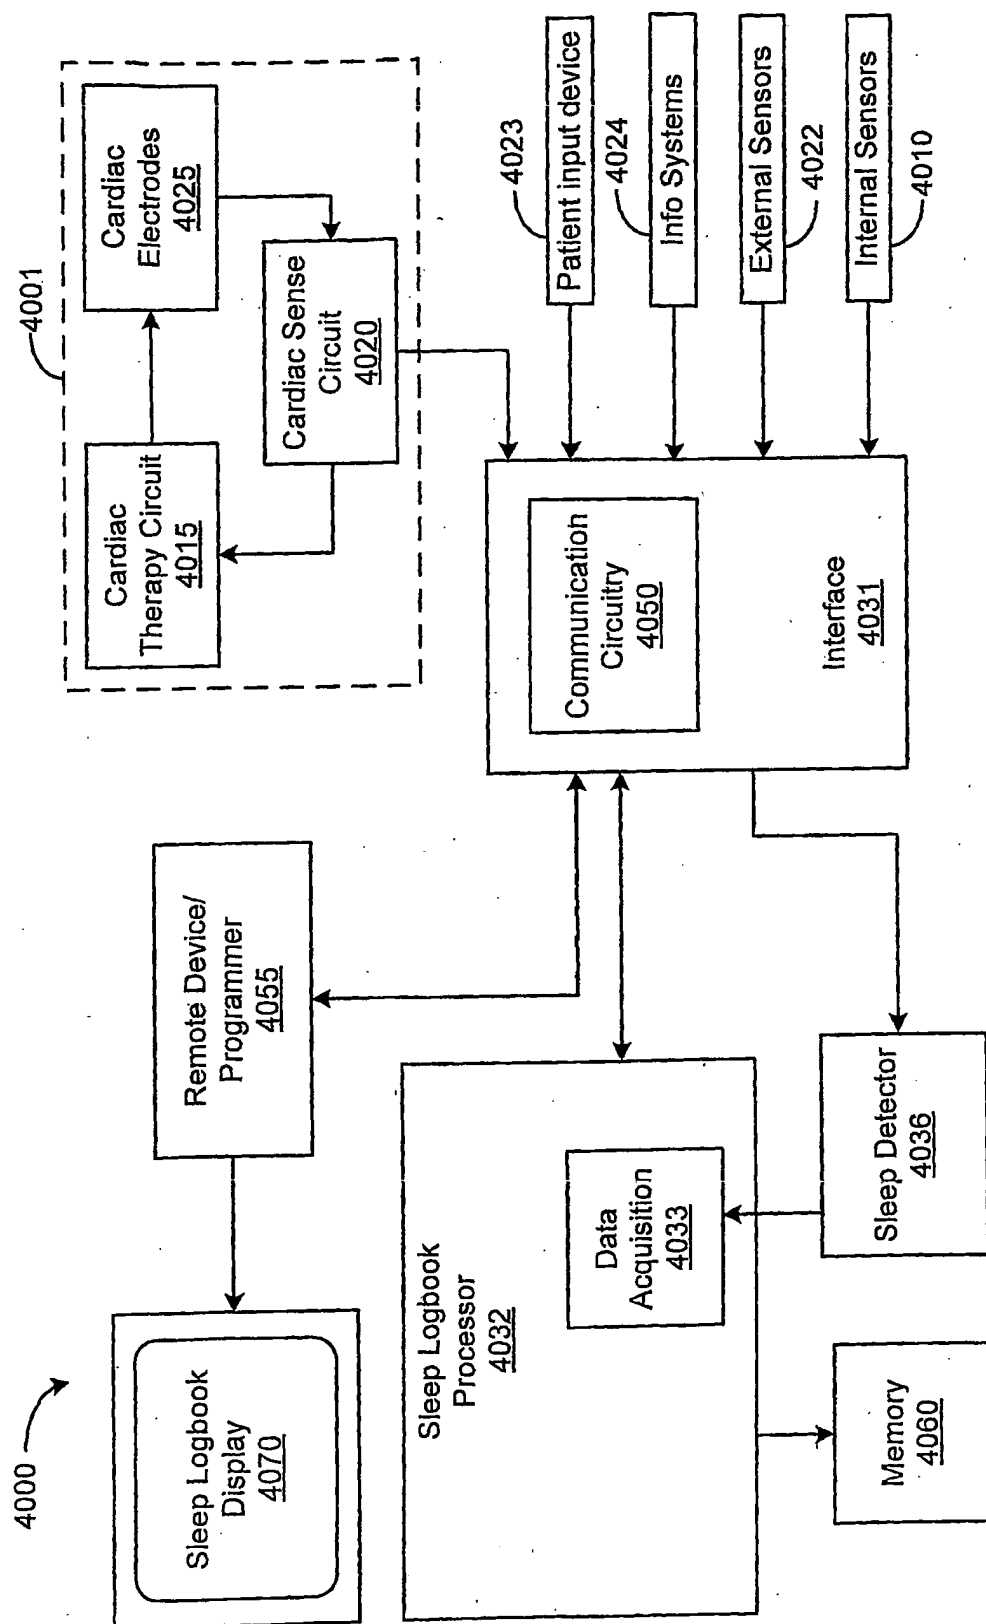 4000
Sleep Logbook
Display
4070
Remote Device/
Programmer
4055
4001
Cardiac
Therapy Circuit
4015
Cardiac
Electrodes
4025
Cardiac Sense
Circuit
4020
Sleep Logbook
Processor
4032
Data
Acquisition
4033
Communication
Circuitry
4050
Interface
4031
4023
Patient input device
4024
Info Systems
External Sensors
4022
Internal Sensors
4010
Memory
4060
Sleep Detector
4036